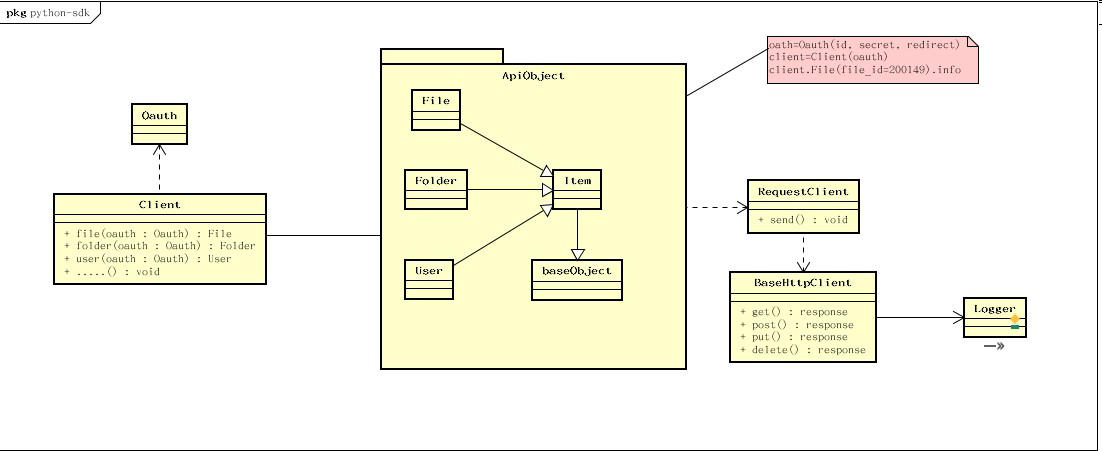 pkg python-sdk
oath=Oauth(id, secret, redirect)
client=Client(oauth)
client.File(file_id=200149).info
ApiObject
File
Oauth
Folder
Item
RequestClient
+ send() : void
Client
+ file(oauth : Oauth) : File
+ folder(oauth : Oauth) : Folder
+ user(oauth : Oauth) : User
+ .....() : void
User
baseObject
BaseHttpClient
+ get() : response
+ post() : response
+ put() : response
+ delete() : response
Logger